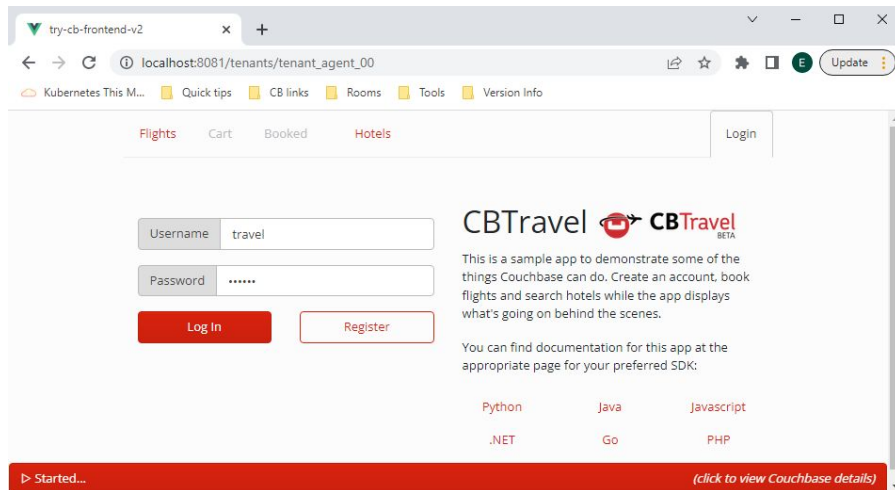 try-cb-frontend-v2
localhost:8081/tenants/tenant_agent_00
E
Update
Kubernetes This M...
Quick tips
CB links
Rooms
Tools
Version Info
Flights
Cart
Booked
Hotels
Login
Username
travel
Password
••••••
Log In
Register
CBTravel
CBTravel
BETA
This is a sample app to demonstrate some of the
things Couchbase can do. Create an account, book
flights and search hotels while the app displays
what's going on behind the scenes.
You can find documentation for this app at the
appropriate page for your preferred SDK:
Python
Java
Javascript
.NET
Go
PHP
Started...
(click to view Couchbase details)